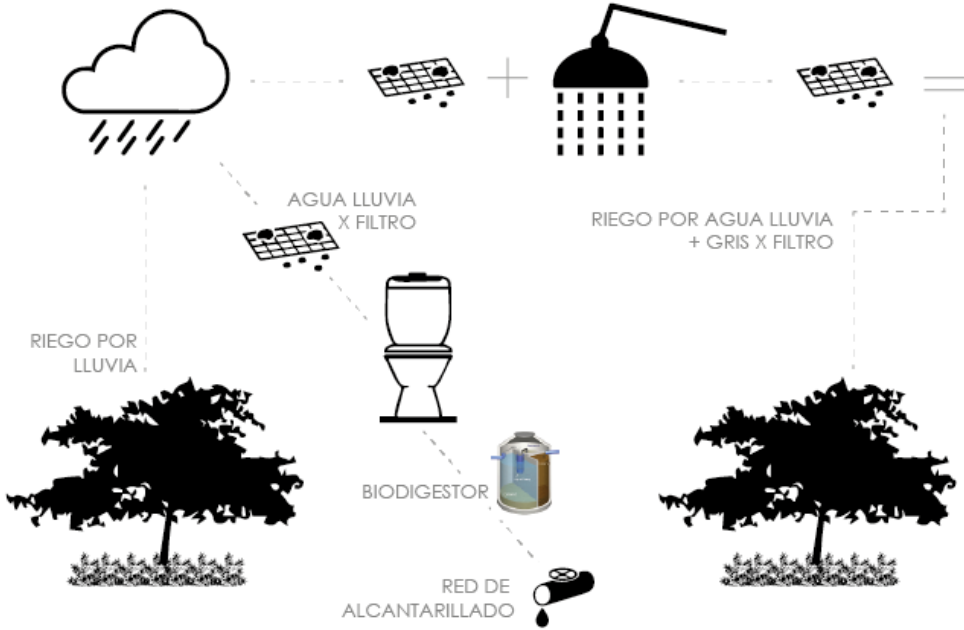 AGUA LLUVIA
X FILTRO
RIEGO POR AGUA LLUVIA
+ GRIS X FILTRO
RIEGO POR
LLUVIA
BIODIGESTOR
RED DE
ALCANTARILLADO